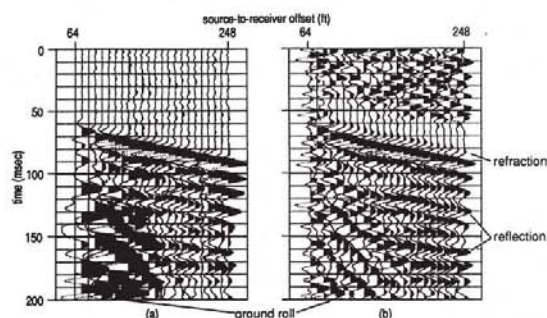 source-to-receiver offset (ft)
64 248 64 248
0
50
100
150
200
time (msec)
refraction
reflection
(a) ground roll (b)